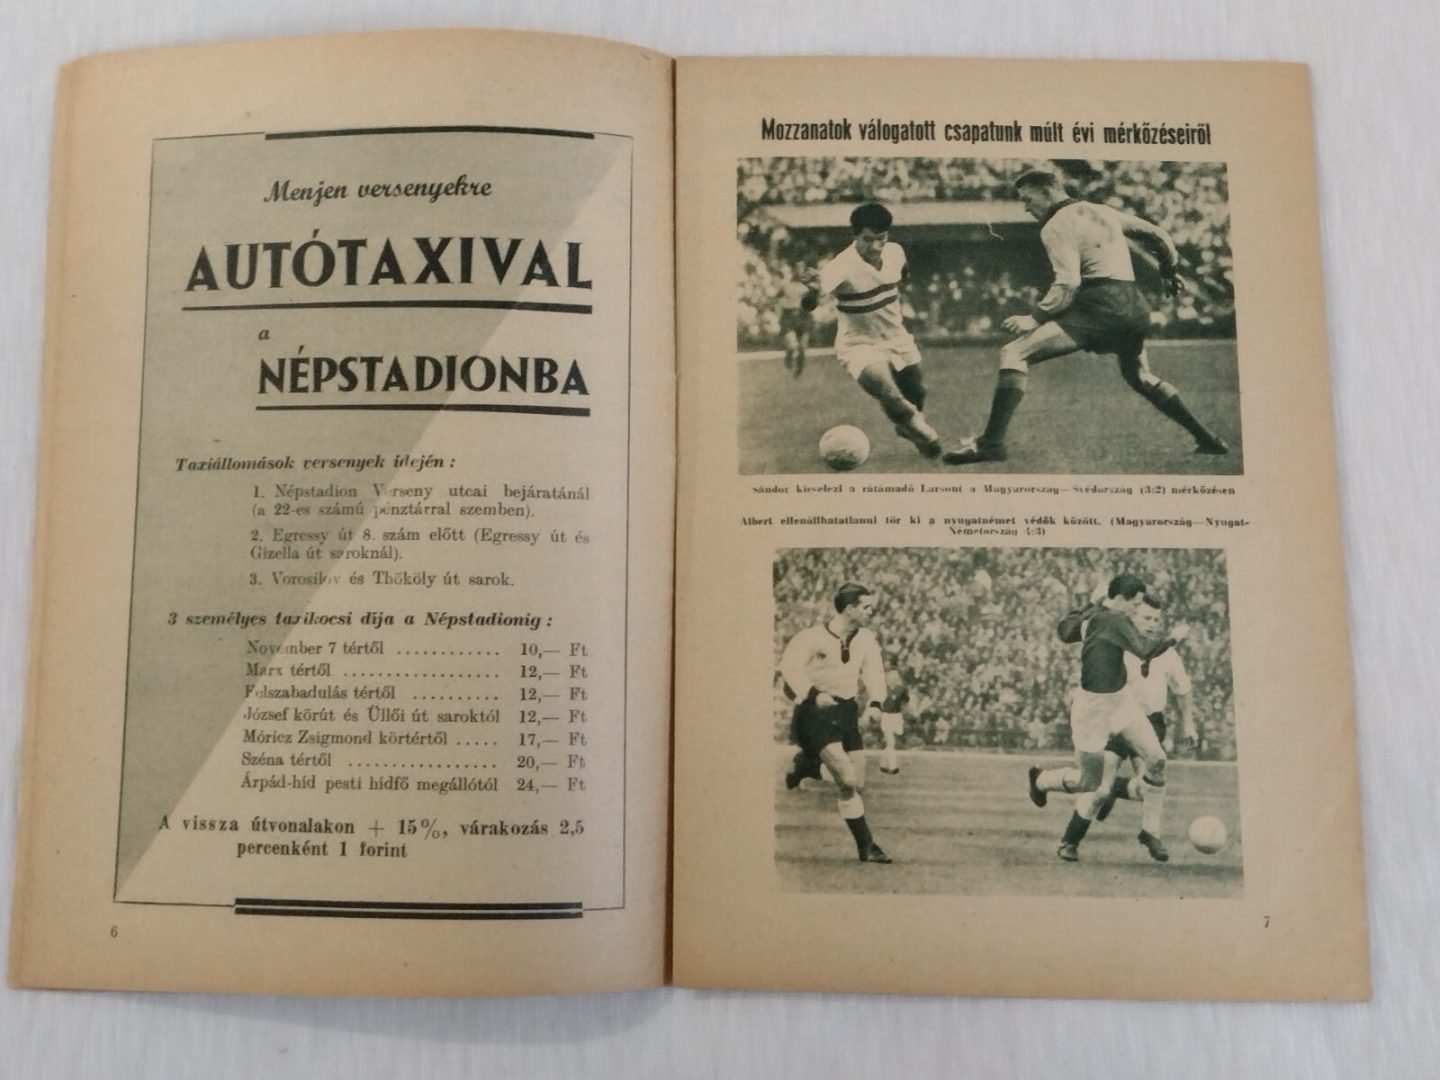 Menjen versenyekre
AUTÓTAXIVAL
a
NÉPSTADIONBA
Taxiállomások versenyek idején :
1. Népstadion Verseny utcai bejáratánál
(a 22-es számú pénztárral szemben).
2. Egressy út 8. szám előtt (Egressy út és
Gizella út saroknál).
3. Vorosilov és Thököly út sarok.
3 személyes taxikocsi díja a Népstadionig :
November 7 tértől ............ 10,— Ft
Marx tértől .................. 12,— Ft
Felszabadulás tértől .......... 12,— Ft
József körút és Üllői út saroktól 12,— Ft
Móricz Zsigmond körtértől ..... 17,— Ft
Széna tértől ................. 20,— Ft
Árpád-híd pesti hídfő megállótól 24,— Ft
A vissza útvonalakon + 15%, várakozás 2,5
percenként 1 forint
6
Mozzanatok válogatott csapatunk múlt évi mérkőzéseiről
Sándor kicselezi a rátámadó Larsont a Magyarország—Svédország (3:2) mérkőzésen
Albert ellenállhatatlanul tör ki a nyugatnémet védők között. (Magyarország—Nyugat-
Németország 4:3)
7